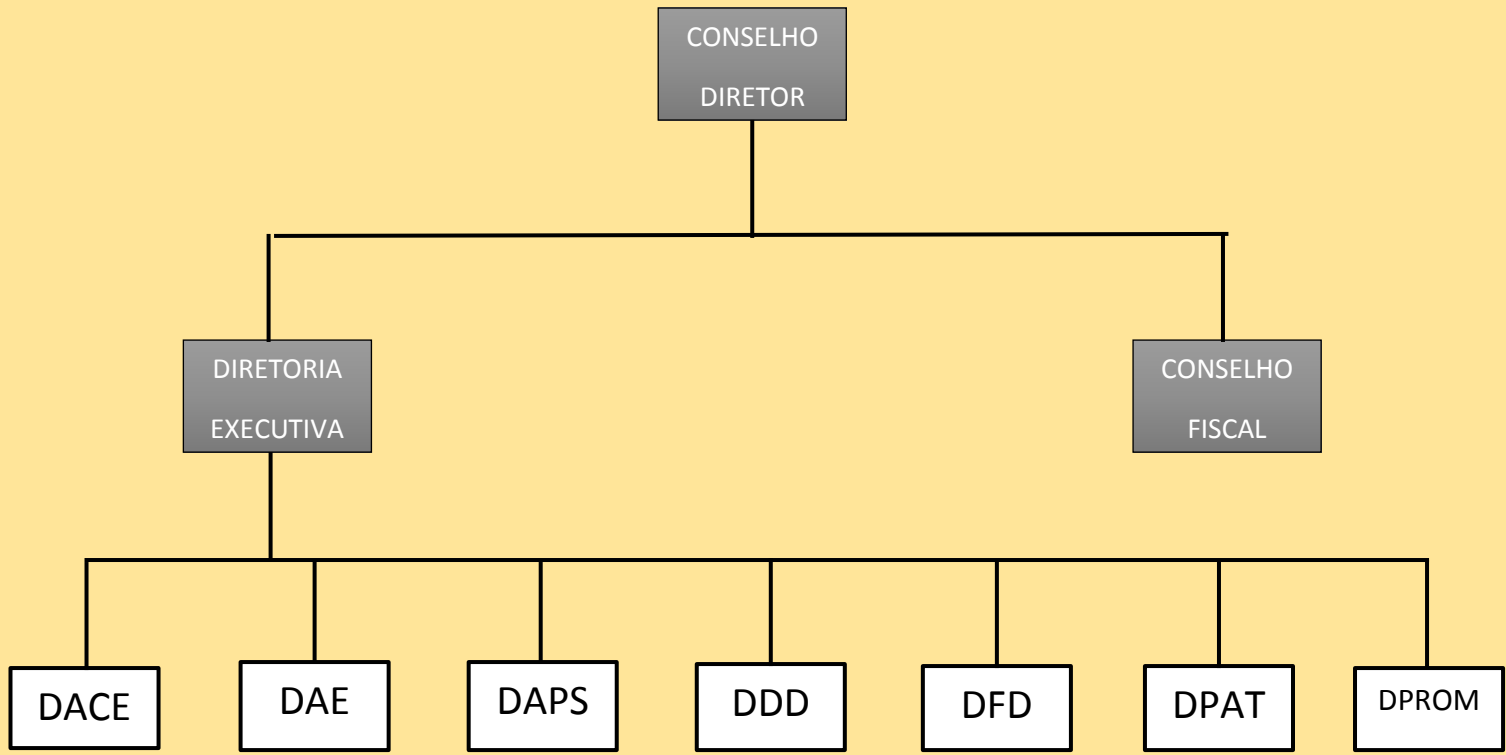 CONSELHO
DIRETOR
DIRETORIA
EXECUTIVA
CONSELHO
FISCAL
DACE
DAE
DAPS
DDD
DFD
DPAT
DPROM